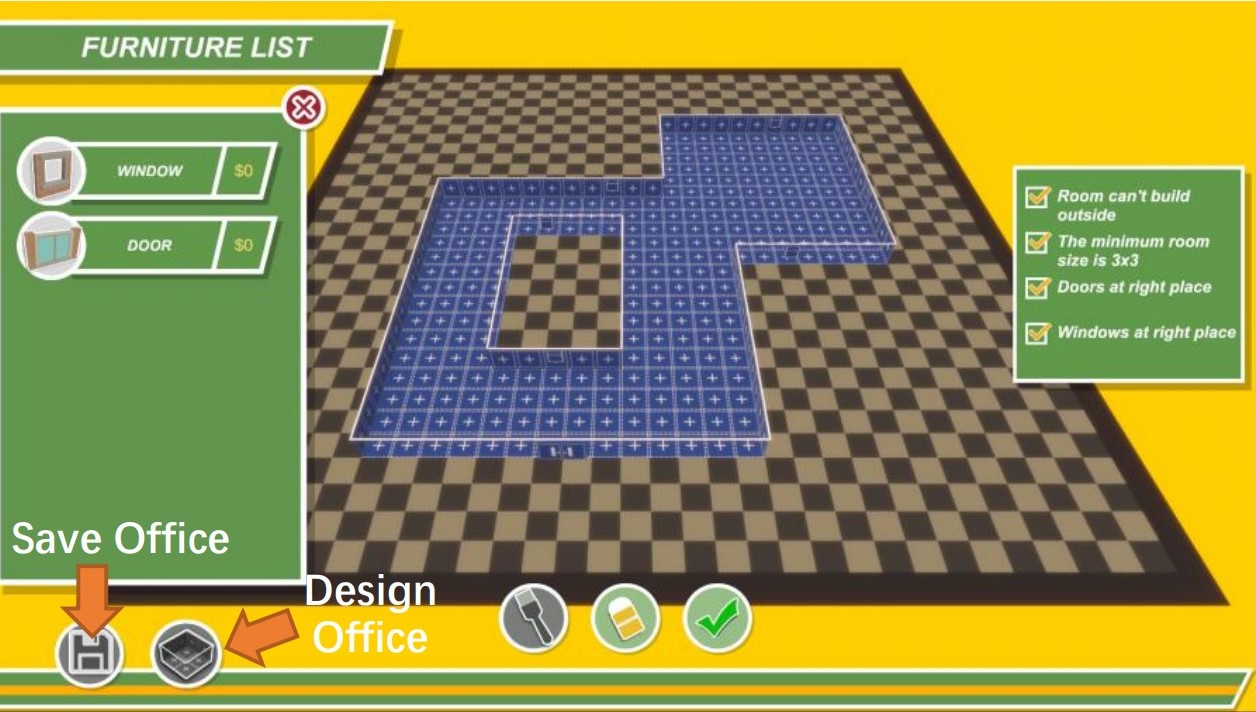 FURNITURE LIST
WINDOW $0
DOOR $0
Room can't build
outside
The minimum room
size is 3x3
Doors at right place
Windows at right place
Save Office
Design
Office